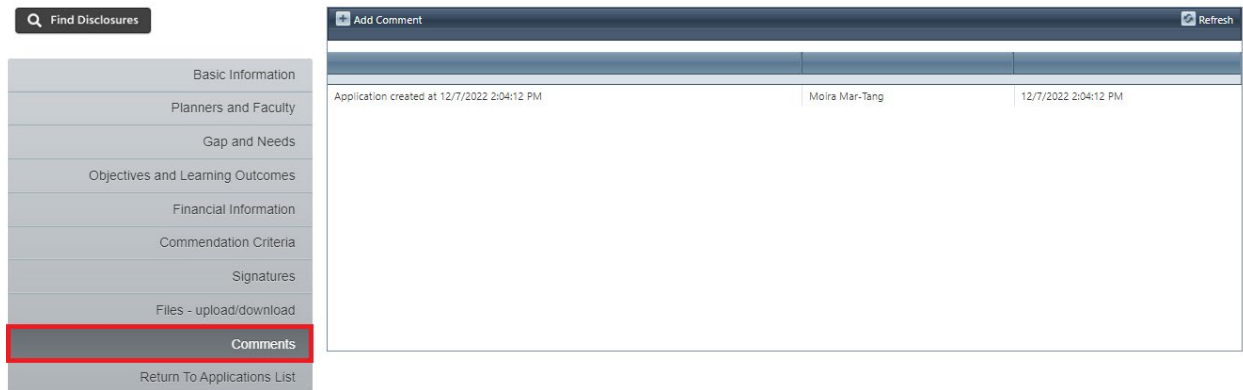 Find Disclosures
Basic Information
Planners and Faculty
Gap and Needs
Objectives and Learning Outcomes
Financial Information
Commendation Criteria
Signatures
Files - upload/download
Comments
Return To Applications List
Add Comment
Refresh
Application created at 12/7/2022 2:04:12 PM
Moira Mar-Tang
12/7/2022 2:04:12 PM